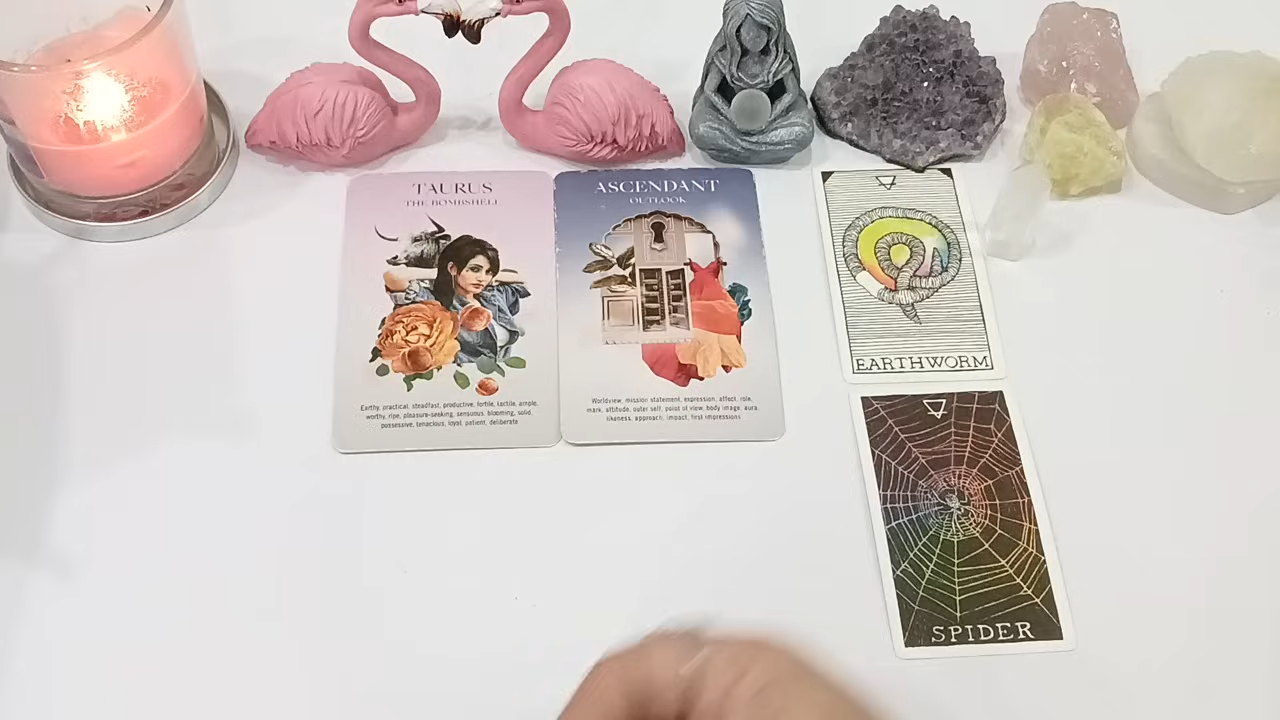 TAURUS
THE BOMBSHELL
Earthy, practical, steadfast, productive, fertile, tactile, ample,
worthy, ripe, pleasure-seeking, sensuous, blooming, solid,
possessive, tenacious, loyal, patient, deliberate
ASCENDANT
OUTLOOK
Worldview, mission statement, expression, affect, role,
mark, attitude, outer self, point of view, body image, aura,
likeness, approach, impact, first impressions
EARTHWORM
SPIDER